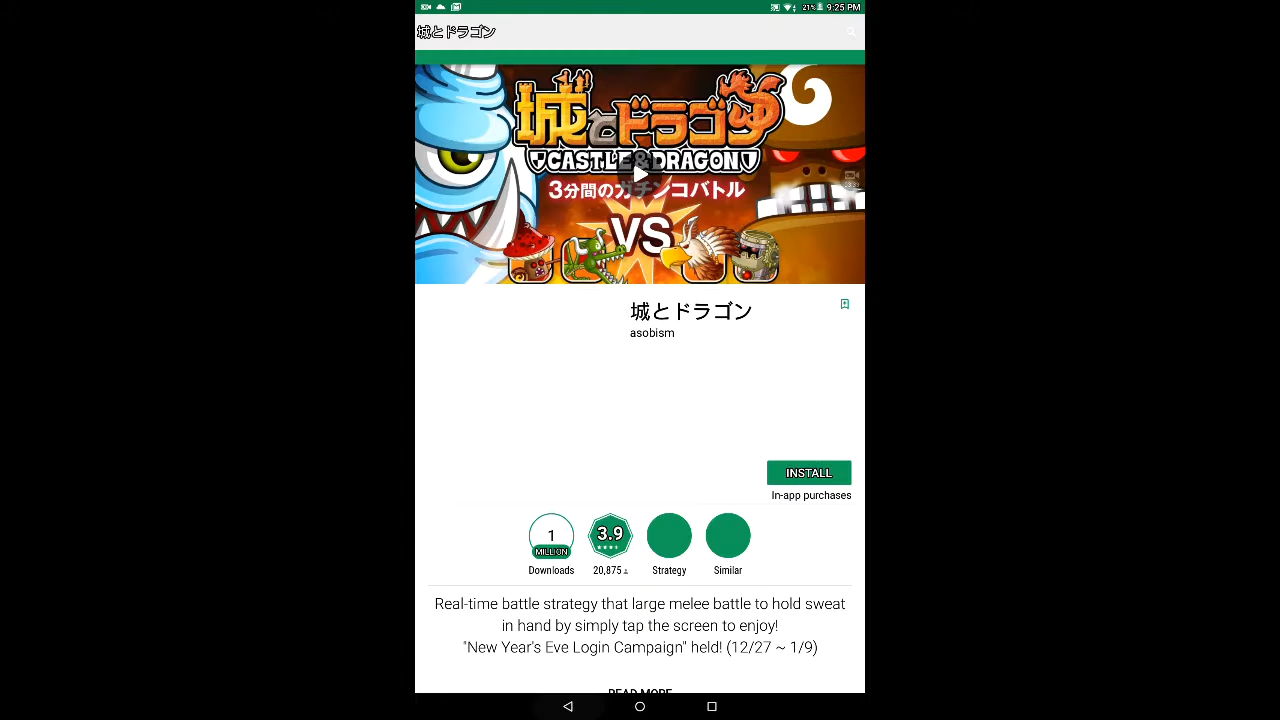 21% 9:25 PM
城とドラゴン
城とドラゴン
CASTLE & DRAGON
3分間のガチンコバトル
VS
城とドラゴン
asobism
INSTALL
In-app purchases
1
MILLION
3.9
Downloads
20,875
Strategy
Similar
Real-time battle strategy that large melee battle to hold sweat
in hand by simply tap the screen to enjoy!
"New Year's Eve Login Campaign" held! (12/27 ~ 1/9)
READ MORE